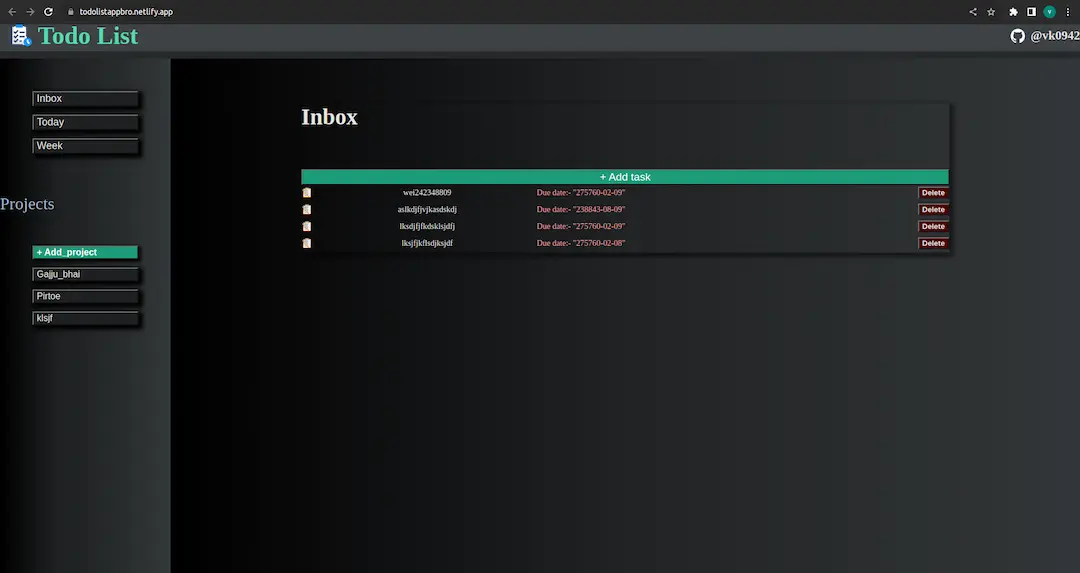 todolistappbro.netlify.app
Todo List
@vk0942
Inbox
Today
Week
Projects
+ Add_project
Gajju_bhai
Pirtoe
klsjf
Inbox
+ Add task
wei242348809 Due date:- "275760-02-09" Delete
aslkdjfjvjkasdskdj Due date:- "238843-08-09" Delete
lksdjfjfkdsklsjdfj Due date:- "275760-02-09" Delete
lksjfjkflsdjksjdf Due date:- "275760-02-08" Delete